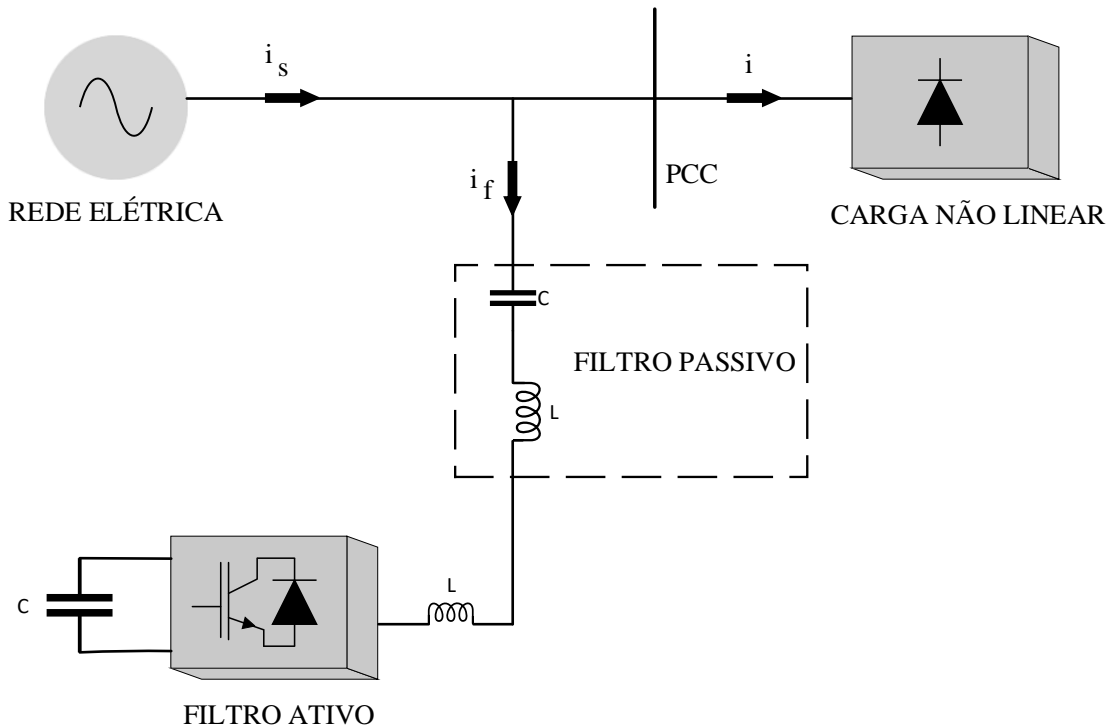 i s
i
i f
PCC
REDE ELÉTRICA
CARGA NÃO LINEAR
C
FILTRO PASSIVO
L
L
C
FILTRO ATIVO